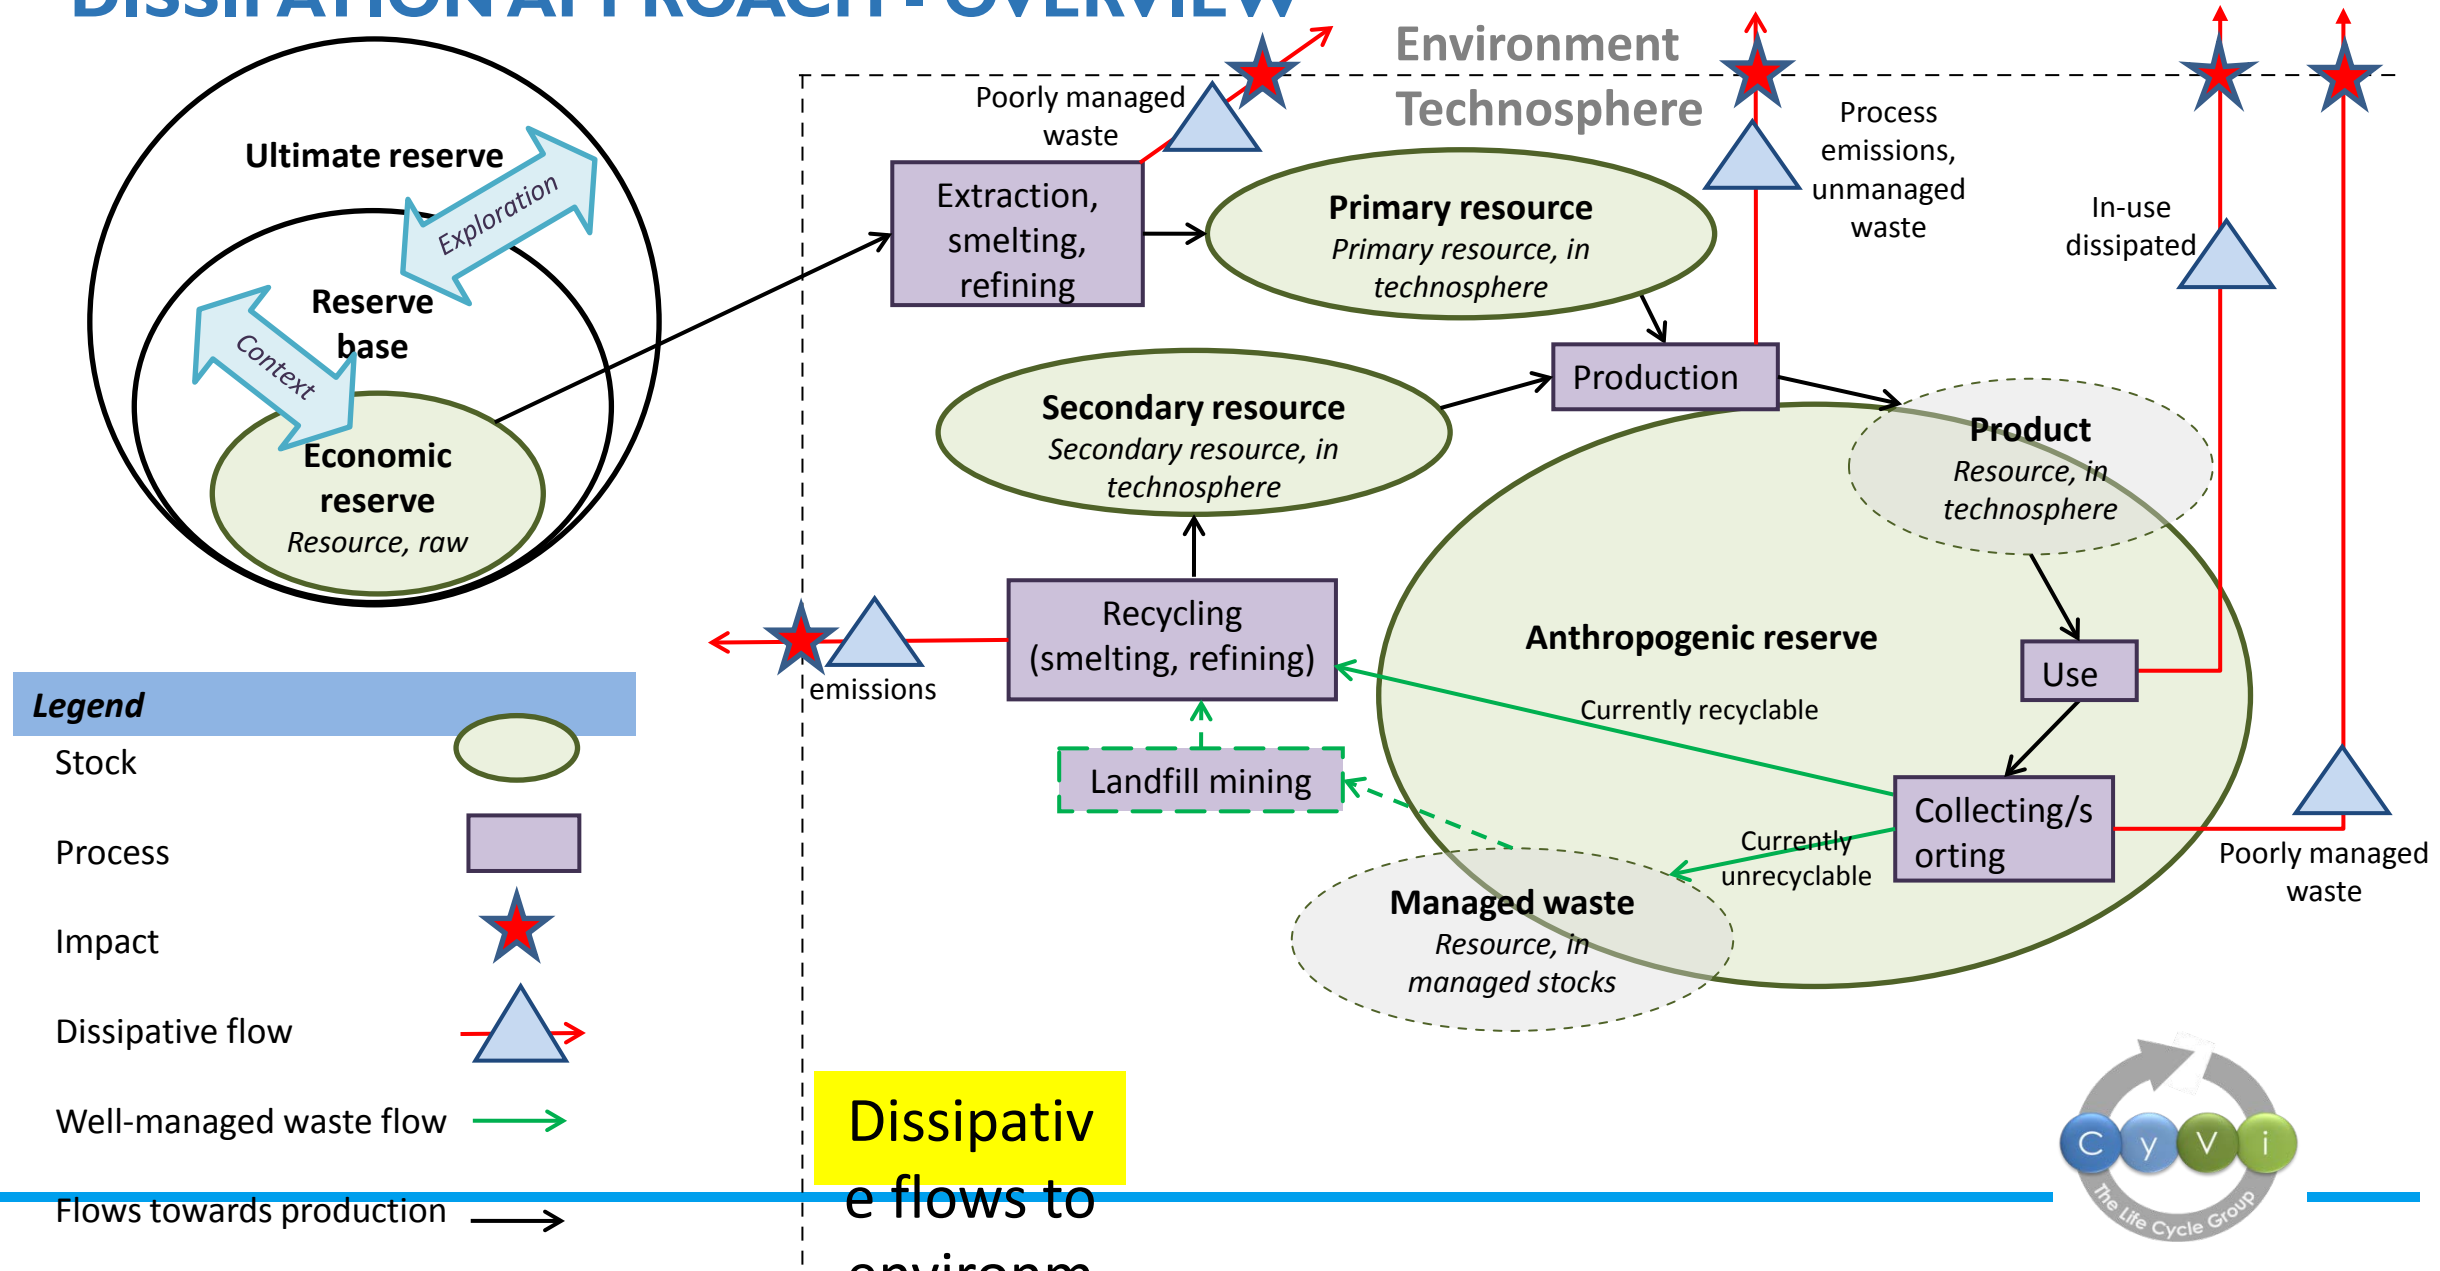 DISSIPATION APPROACH - OVERVIEW
Environment
Technosphere
Ultimate reserve
Exploration
Reserve
base
Context
Economic
reserve
Resource, raw
Poorly managed
waste
Extraction,
smelting,
refining
Primary resource
Primary resource, in
technosphere
Process
emissions,
unmanaged
waste
In-use
dissipated
Production
Secondary resource
Secondary resource, in
technosphere
Product
Resource, in
technosphere
Recycling
(smelting, refining)
emissions
Anthropogenic reserve
Use
Currently recyclable
Landfill mining
Collecting/s
orting
Currently
unrecyclable
Poorly managed
waste
Managed waste
Resource, in
managed stocks
Legend
Stock
Process
Impact
Dissipative flow
Well-managed waste flow
Flows towards production
Dissipativ
e flows to
environm
C y V i
The Life Cycle Group